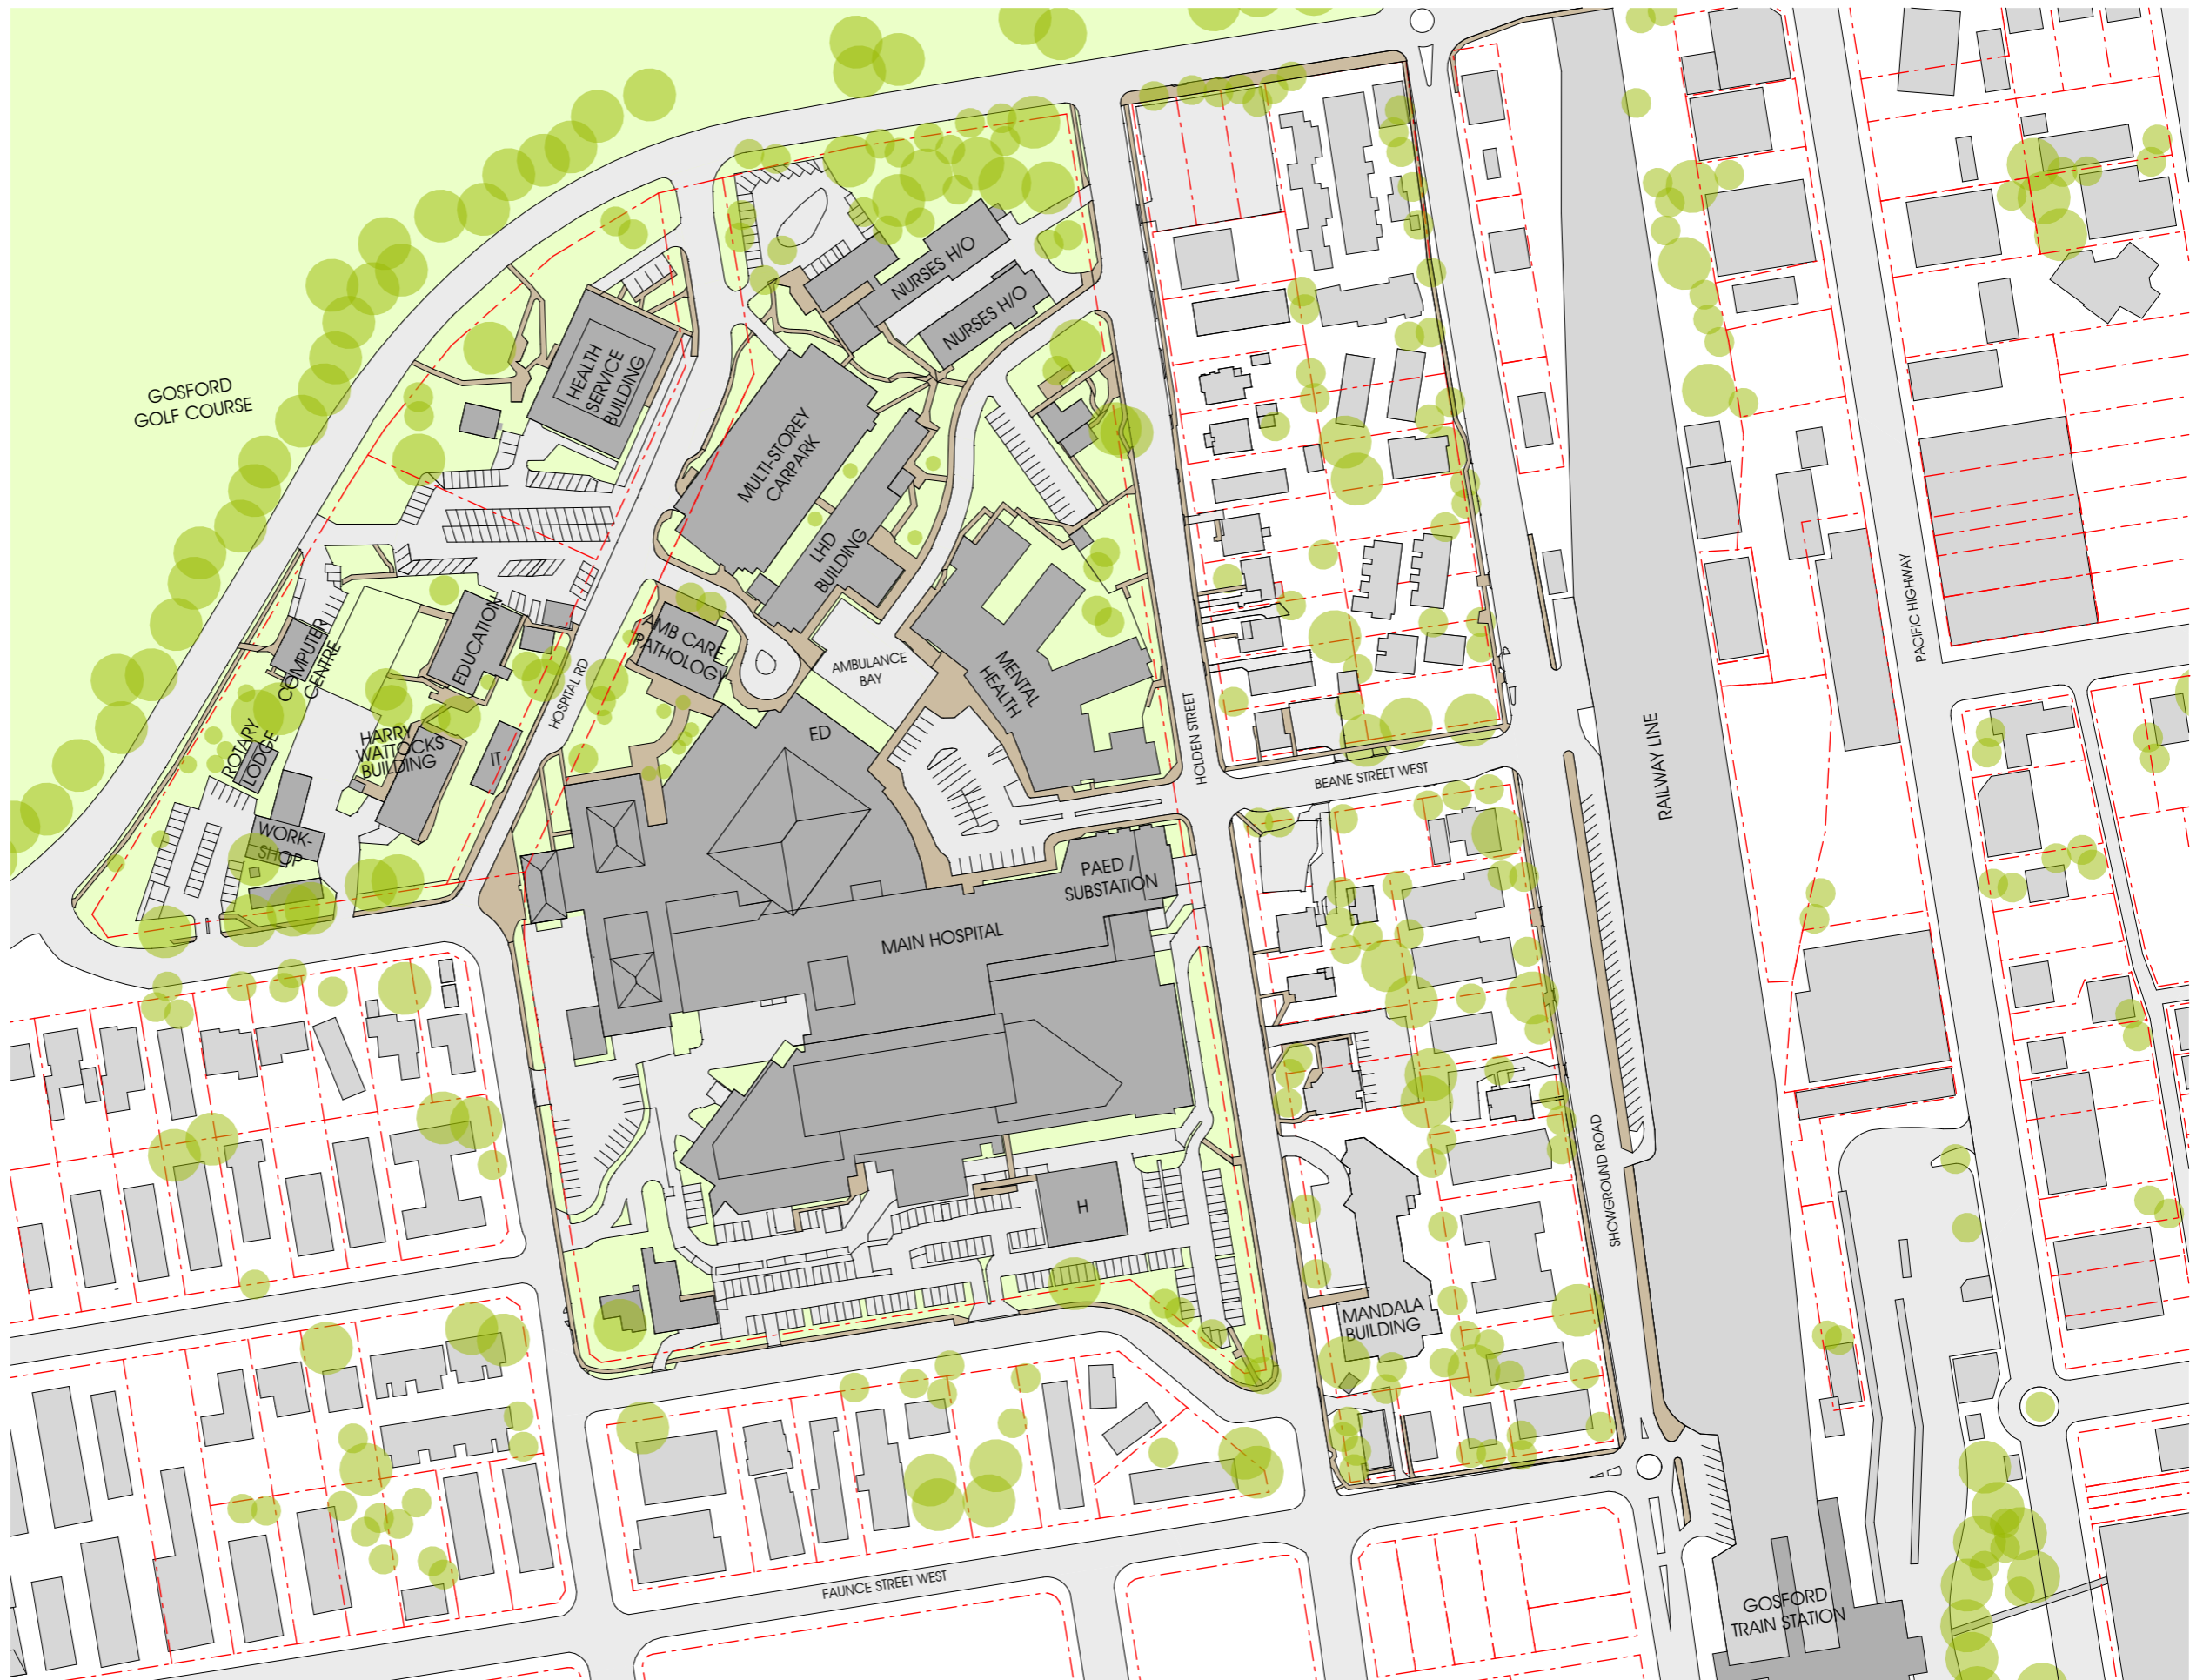 GOSFORD
GOLF COURSE
HEALTH
SERVICE
BUILDING
NURSES H/O
NURSES H/O
MULTI-STOREY
CARPARK
LHD
BUILDING
AMB CARE
PATHOLOGY
AMBULANCE
BAY
MENTAL
HEALTH
COMPUTER
CENTRE
EDUCATION
HOSPITAL RD
ROTARY
LODGE
HARRY
WATTOCKS
BUILDING
IT
WORK-
SHOP
ED
HOLDEN STREET
BEANE STREET WEST
RAILWAY LINE
PACIFIC HIGHWAY
PAED /
SUBSTATION
MAIN HOSPITAL
H
SHOWGROUND ROAD
MANDALA
BUILDING
FAUNCE STREET WEST
GOSFORD
TRAIN STATION